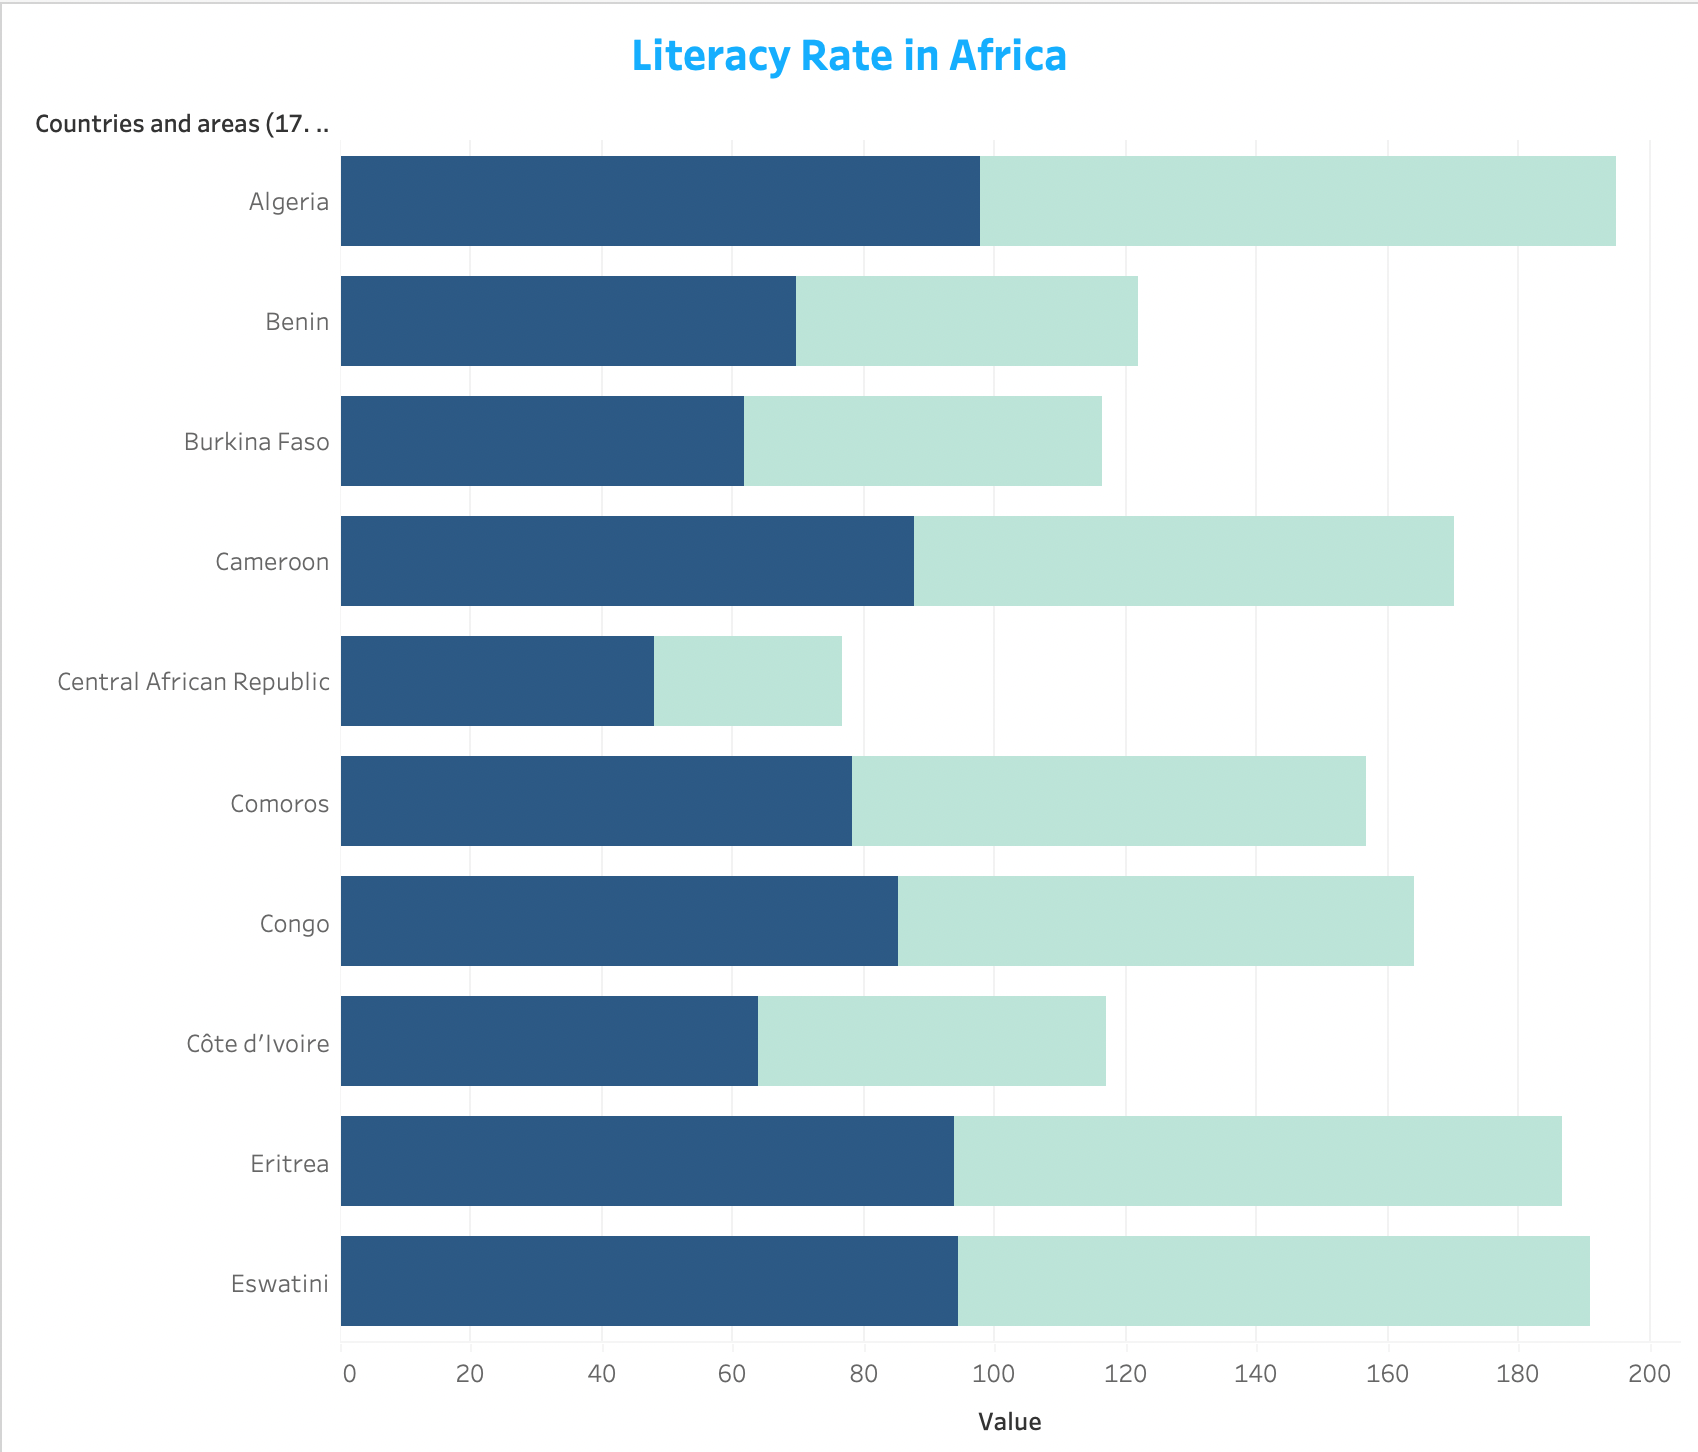 Literacy Rate in Africa
Countries and areas (17. ..
Algeria
Benin
Burkina Faso
Cameroon
Central African Republic
Comoros
Congo
Côte d’Ivoire
Eritrea
Eswatini
0 20 40 60 80 100 120 140 160 180 200
Value